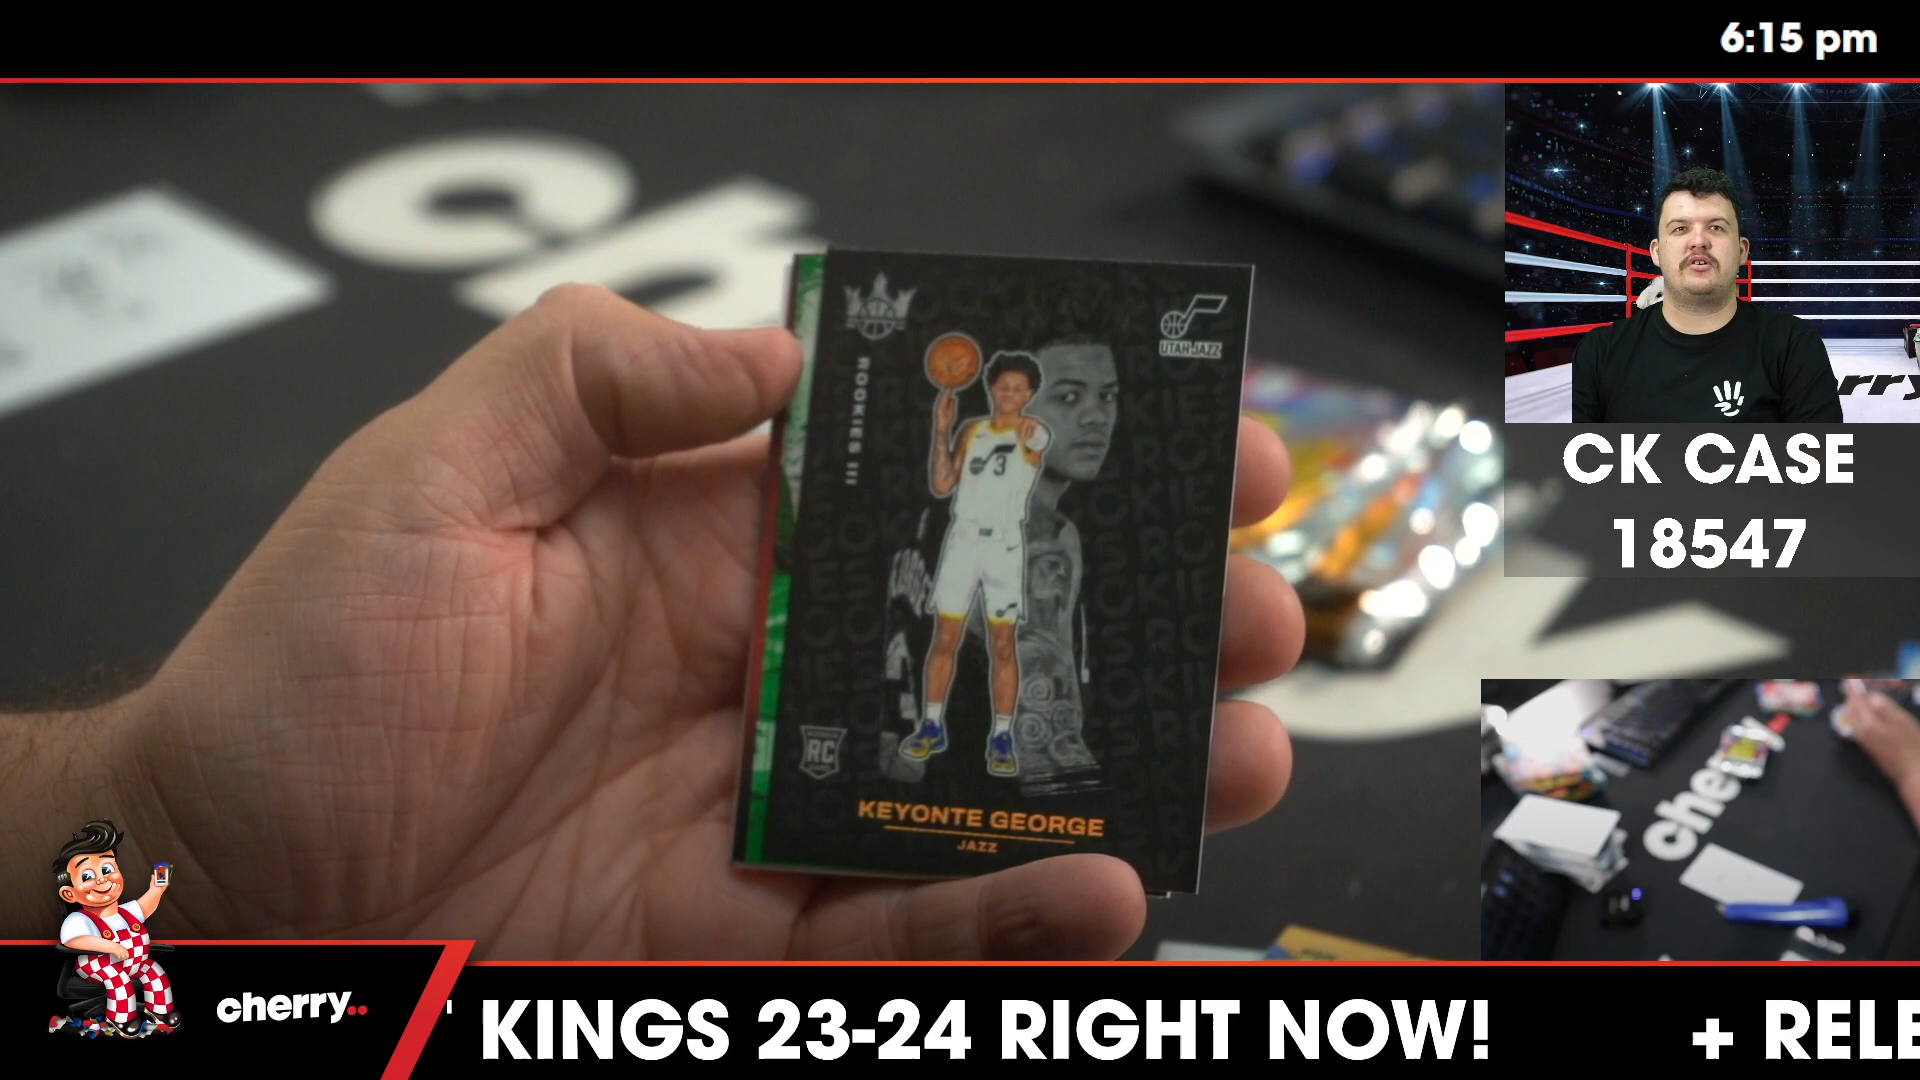 6:15 pm
UTAH JAZZ
ROOKIES III
3
RC
KEYONTE GEORGE
JAZZ
CK CASE
18547
cherry..
KINGS 23-24 RIGHT NOW!
+ RELE